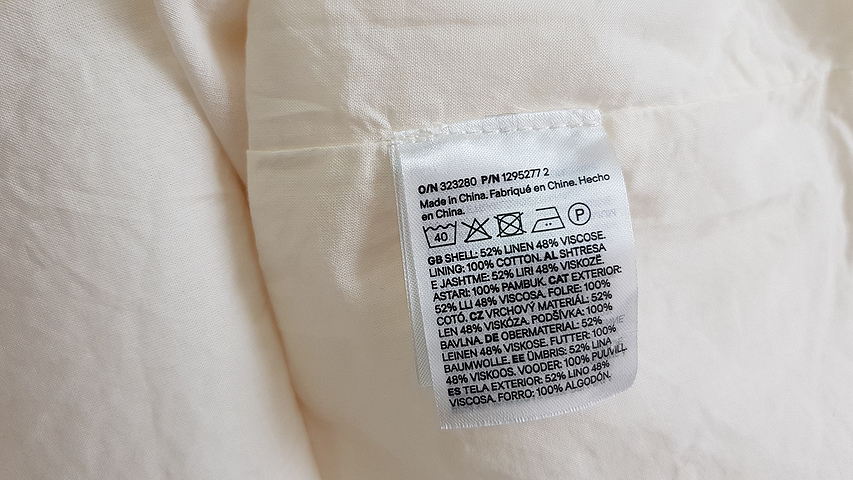 O/N 323280 P/N 1295277 2
Made in China. Fabriqué en Chine. Hecho
en China.
40 P
GB SHELL: 52% LINEN 48% VISCOSE.
LINING: 100% COTTON. AL SHTRESA
E JASHTME: 52% LIRI 48% VISKOZË.
ASTARI: 100% PAMBUK. CAT EXTERIOR:
52% LLI 48% VISCOSA. FOLRE: 100%
COTÓ. CZ VRCHOVÝ MATERIÁL: 52%
LEN 48% VISKÓZA. PODŠÍVKA: 100%
BAVLNA. DE OBERMATERIAL: 52%
LEINEN 48% VISKOSE. FUTTER: 100%
BAUMWOLLE. EE ÜMBRIS: 52% LINA
48% VISKOOS. VOODER: 100% PUUVILL.
ES TELA EXTERIOR: 52% LINO 48%
VISCOSA. FORRO: 100% ALGODÓN.